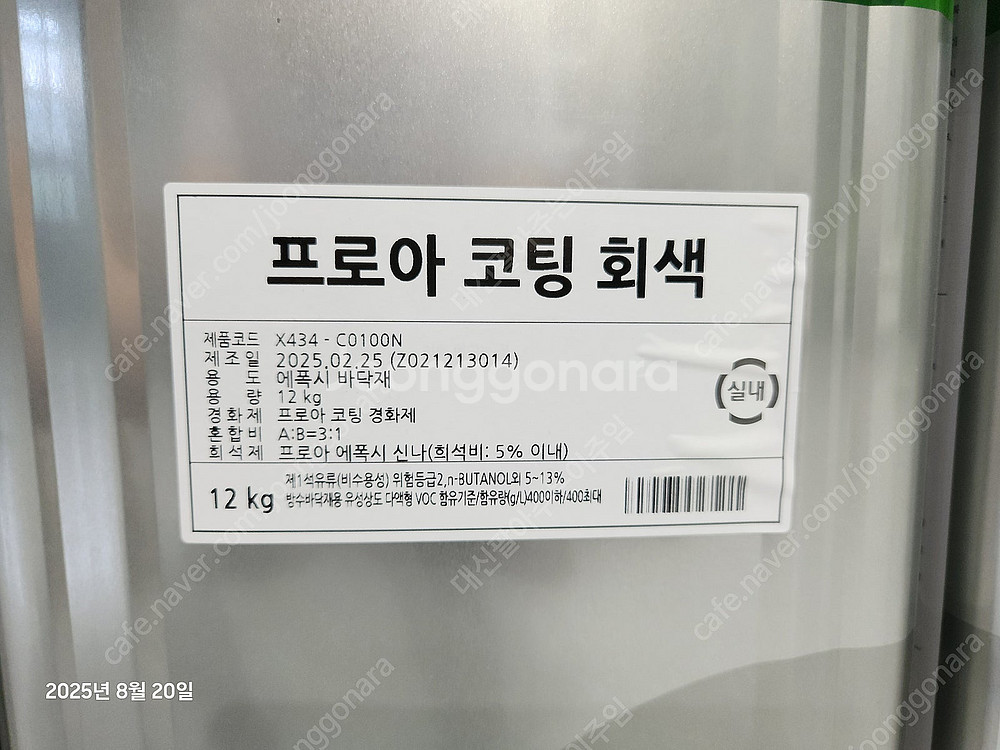 프로아 코팅 회색
제품코드 X434 - C0100N
제 조 일 2025.02.25 (Z021213014)
용 도 에폭시 바닥재
용 량 12 kg
경 화 제 프로아 코팅 경화제
혼 합 비 A:B=3:1
희 석 제 프로아 에폭시 신나(희석비: 5% 이내)
실내
12 kg
제1석유류(비수용성) 위험등급2,n-BUTANOL외 5~13%
방수바닥재용 유성상도 다액형 VOC 함유기준/함유량(g/L)400이하/400최대
2025년 8월 20일
joonggonara
cafe.naver.com/joonggonara